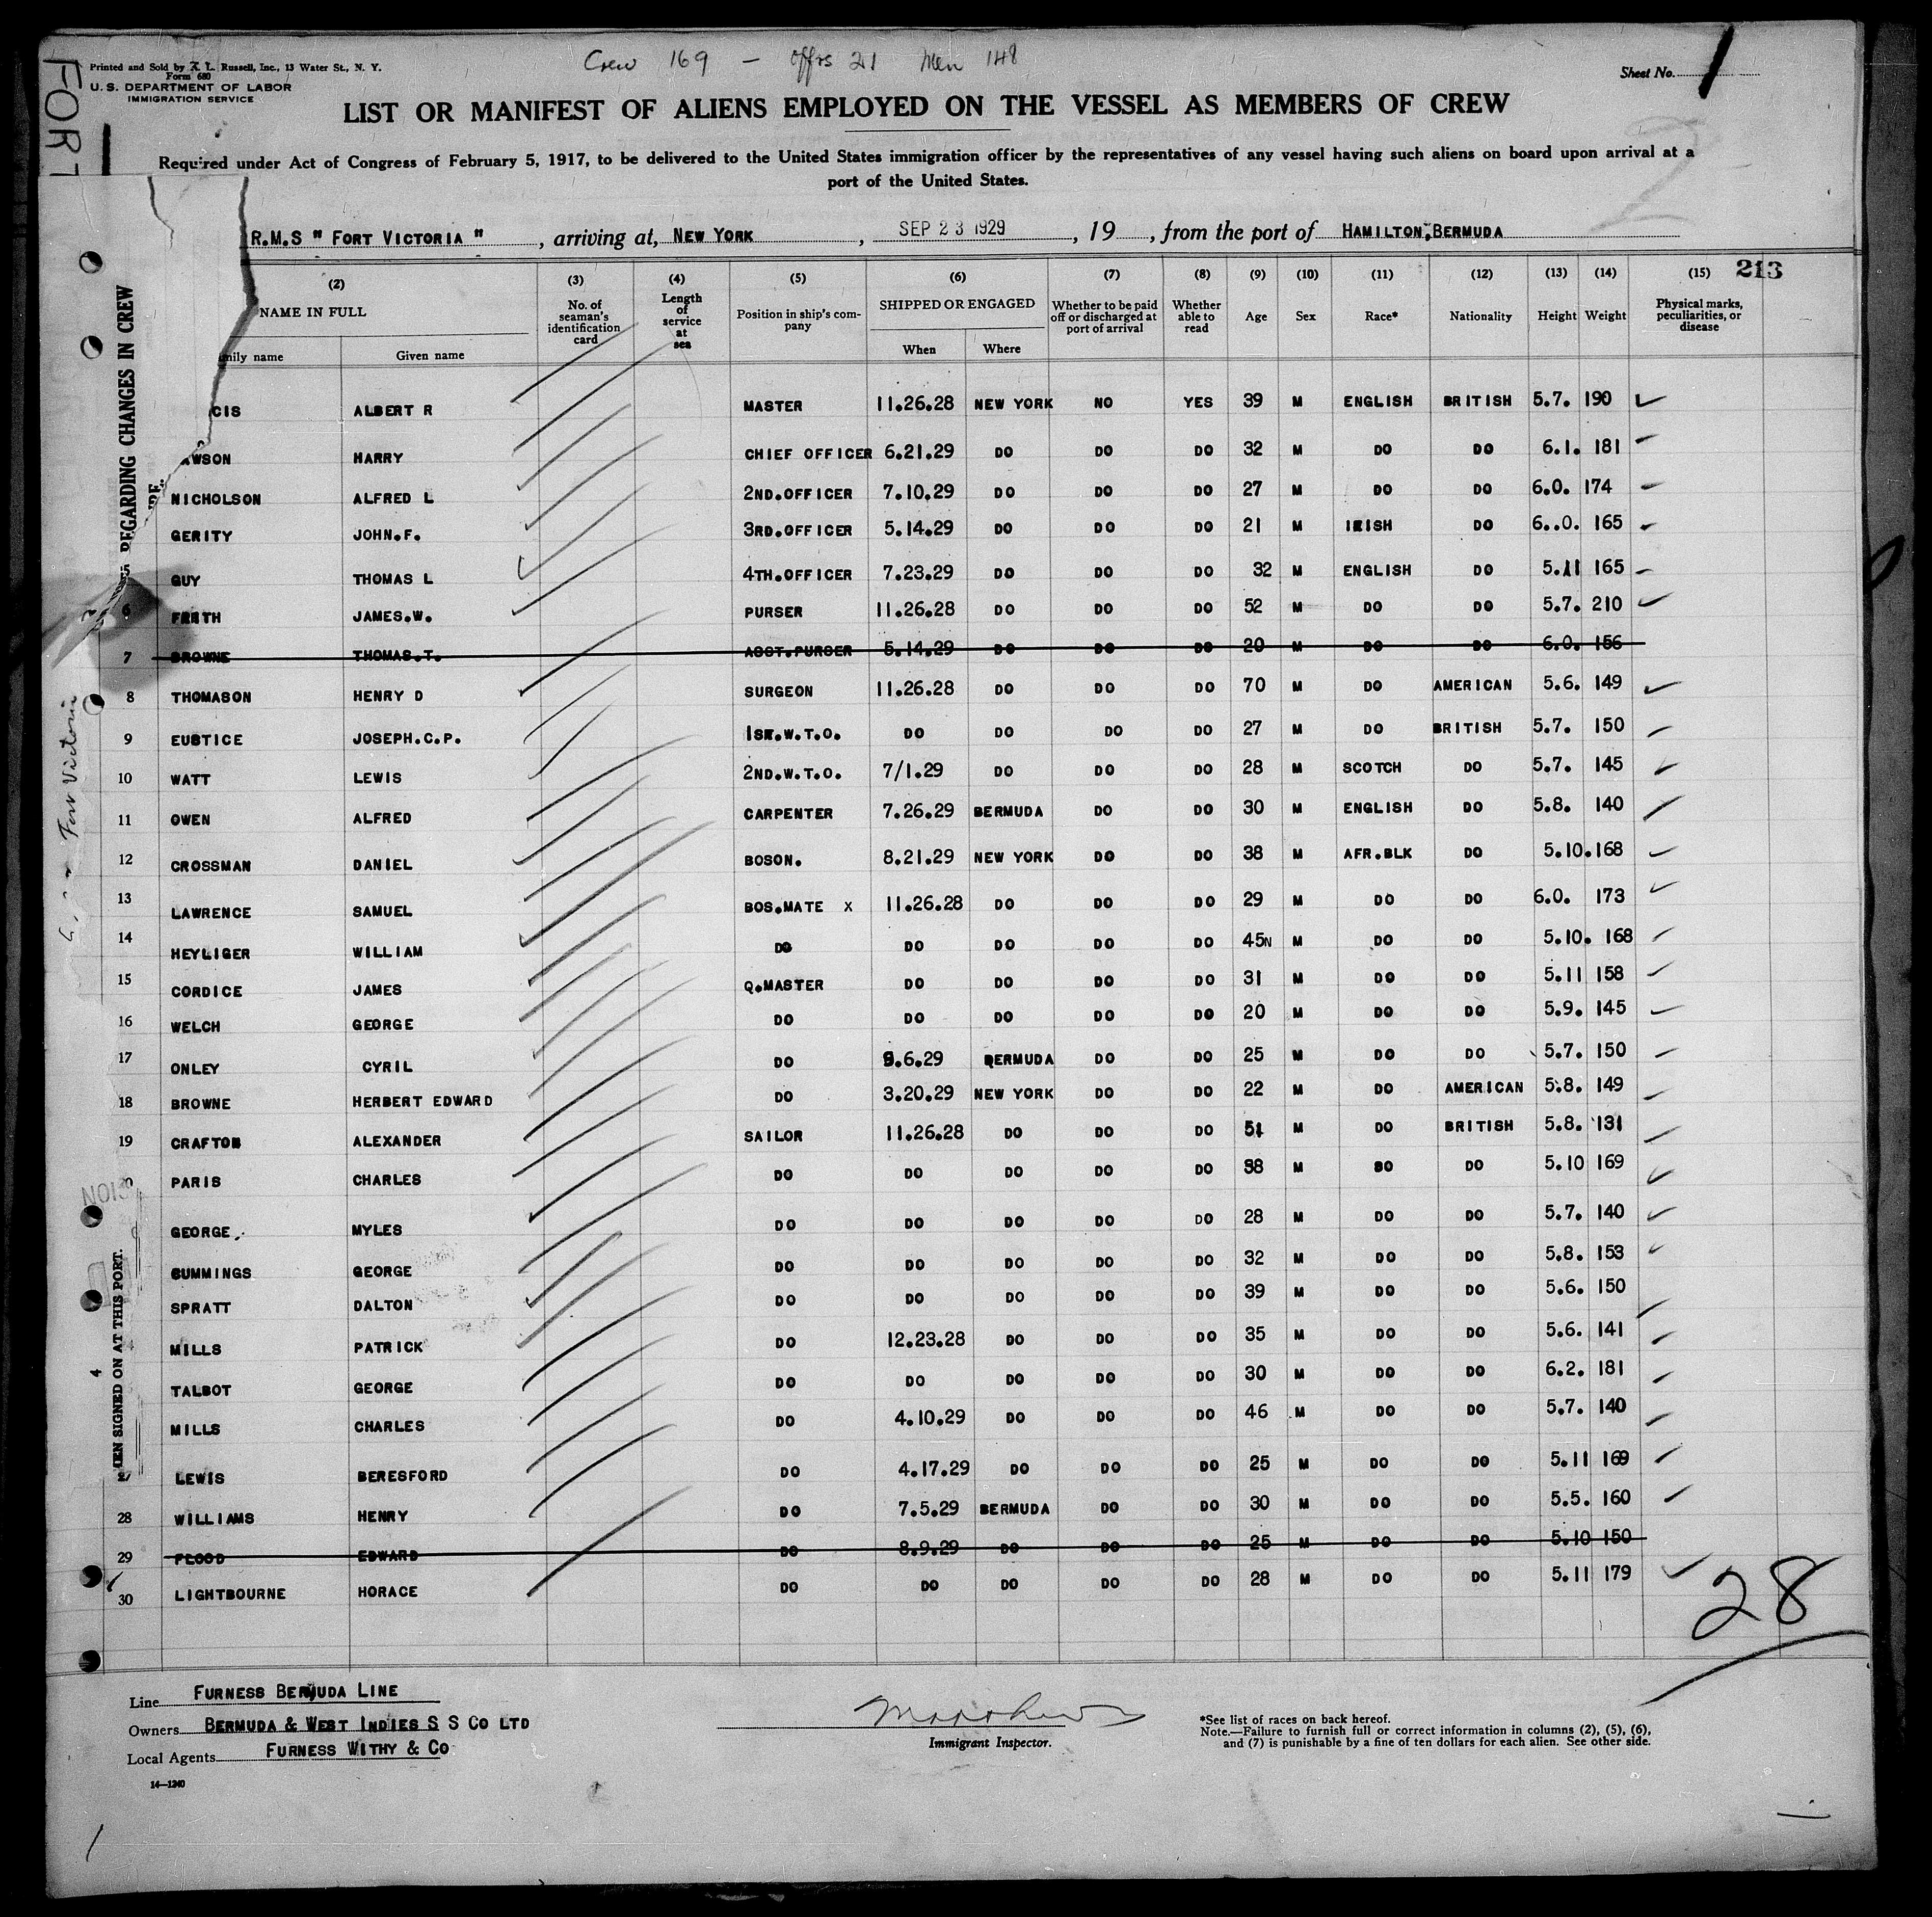 Crew 169 - Offrs 21 Men 148
FORT
Printed and Sold by A. L. Russell, Inc., 13 Water St., N. Y.
Form 680
U. S. DEPARTMENT OF LABOR
IMMIGRATION SERVICE
Sheet No. 1
2
LIST OR MANIFEST OF ALIENS EMPLOYED ON THE VESSEL AS MEMBERS OF CREW
Required under Act of Congress of February 5, 1917, to be delivered to the United States immigration officer by the representatives of any vessel having such aliens on board upon arrival at a
port of the United States.
R.M.S " FORT VICTORIA " , arriving at, NEW YORK , SEP 23 1929 , 19 , from the port of HAMILTON, BERMUDA
213
(2) (3) (4) (5) (6) (7) (8) (9) (10) (11) (12) (13) (14) (15)
NAME IN FULL No. of seaman's identification card Length of service at sea Position in ship's company SHIPPED OR ENGAGED Whether to be paid off or discharged at port of arrival Whether able to read Age Sex Race* Nationality Height Weight Physical marks, peculiarities, or disease
mily name Given name When Where
CIS ALBERT R MASTER 11.26.28 NEW YORK NO YES 39 M ENGLISH BRITISH 5.7. 190
AWSON HARRY CHIEF OFFICER 6.21.29 DO DO DO 32 M DO DO 6.1. 181
NICHOLSON ALFRED L 2ND.OFFICER 7.10.29 DO DO DO 27 M DO DO 6.0. 174
GERITY JOHN.F. 3RD.OFFICER 5.14.29 DO DO DO 21 M IRISH DO 6..0. 165
5 GUY THOMAS L 4TH.OFFICER 7.23.29 DO DO DO 32 M ENGLISH DO 5.11 165
6 FRITH JAMES.W. PURSER 11.26.28 DO DO DO 52 M DO DO 5.7. 210
7 BROWNE THOMAS.T. ASST.PURSER 5.14.29 DO DO DO 20 M DO DO 6.0. 156
8 THOMASON HENRY D SURGEON 11.26.28 DO DO DO 70 M DO AMERICAN 5.6. 149
9 EUSTICE JOSEPH.C.P. 1ST.W.T.O. DO DO DO DO 27 M DO BRITISH 5.7. 150
10 WATT LEWIS 2ND.W.T.O. 7/1.29 DO DO DO 28 M SCOTCH DO 5.7. 145
11 OWEN ALFRED CARPENTER 7.26.29 BERMUDA DO DO 30 M ENGLISH DO 5.8. 140
12 CROSSMAN DANIEL BOSON. 8.21.29 NEW YORK DO DO 38 M AFR.BLK DO 5.10. 168
13 LAWRENCE SAMUEL BOS.MATE X 11.26.28 DO DO DO 29 M DO DO 6.0. 173
14 HEYLIGER WILLIAM DO DO DO DO DO 45N M DO DO 5.10. 168
15 CORDICE JAMES Q.MASTER DO DO DO DO 31 M DO DO 5.11 158
16 WELCH GEORGE DO DO DO DO DO 20 M DO DO 5.9. 145
17 ONLEY CYRIL DO 9.6.29 BERMUDA DO DO 25 M DO DO 5.7. 150
18 BROWNE HERBERT EDWARD DO 3.20.29 NEW YORK DO DO 22 M DO AMERICAN 5.8. 149
19 CRAFTON ALEXANDER SAILOR 11.26.28 DO DO DO 51 M DO BRITISH 5.8. 131
PARIS CHARLES DO DO DO DO DO 38 M DO DO 5.10 169
GEORGE MYLES DO DO DO DO DO 28 M DO DO 5.7. 140
CUMMINGS GEORGE DO DO DO DO DO 32 M DO DO 5.8. 153
SPRATT DALTON DO DO DO DO DO 39 M DO DO 5.6. 150
MILLS PATRICK DO 12.23.28 DO DO DO 35 M DO DO 5.6. 141
TALBOT GEORGE DO DO DO DO DO 30 M DO DO 6.2. 181
MILLS CHARLES DO 4.10.29 DO DO DO 46 M DO DO 5.7. 140
27 LEWIS BERESFORD DO 4.17.29 DO DO DO 25 M DO DO 5.11 169
28 WILLIAMS HENRY DO 7.5.29 BERMUDA DO DO 30 M DO DO 5.5. 160
29 FLOOD EDWARD DO 8.9.29 DO DO DO 25 M DO DO 5.10 150
30 LIGHTBOURNE HORACE DO DO DO DO DO 28 M DO DO 5.11 179
28
REGARDING CHANGES IN CREW
Fort Victoria
4
MEN SIGNED ON AT THIS PORT.
Line FURNESS BERMUDA LINE
Owners BERMUDA & WEST INDIES S S CO LTD
Local Agents FURNESS WITHY & CO
14—1240
Immigrant Inspector.
*See list of races on back hereof.
Note.—Failure to furnish full or correct information in columns (2), (5), (6),
and (7) is punishable by a fine of ten dollars for each alien. See other side.